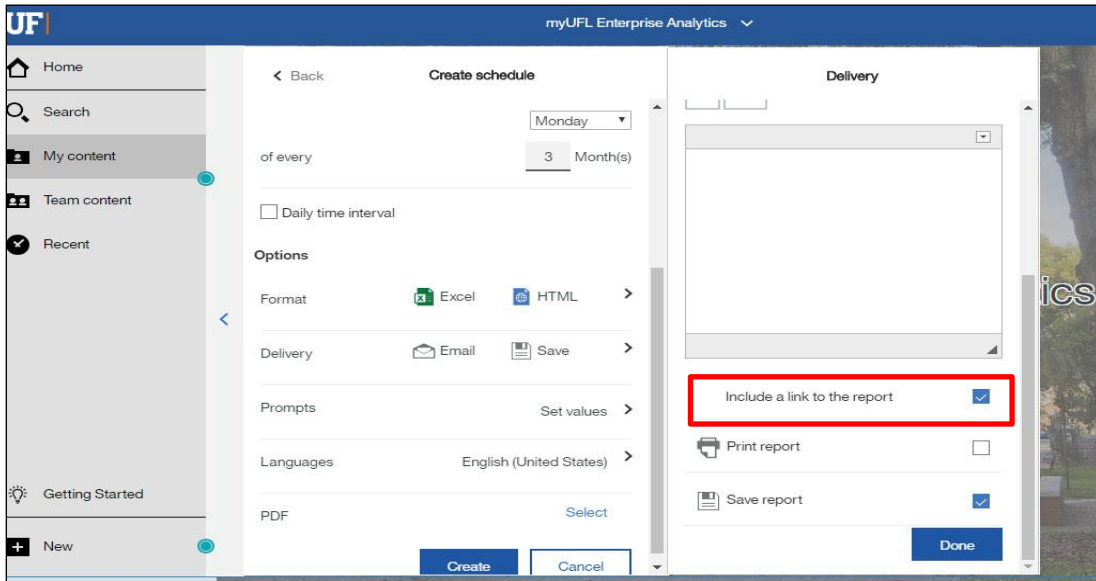 UF
myUFL Enterprise Analytics
Home
Search
My content
Team content
Recent
Getting Started
New
Back
Create schedule
Monday
of every 3 Month(s)
Daily time interval
Options
Format Excel HTML
Delivery Email Save
Prompts Set values
Languages English (United States)
PDF Select
Create Cancel
Delivery
Include a link to the report
Print report
Save report
Done
ics